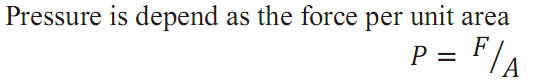 Pressure is depend as the force per unit area
P = F/A